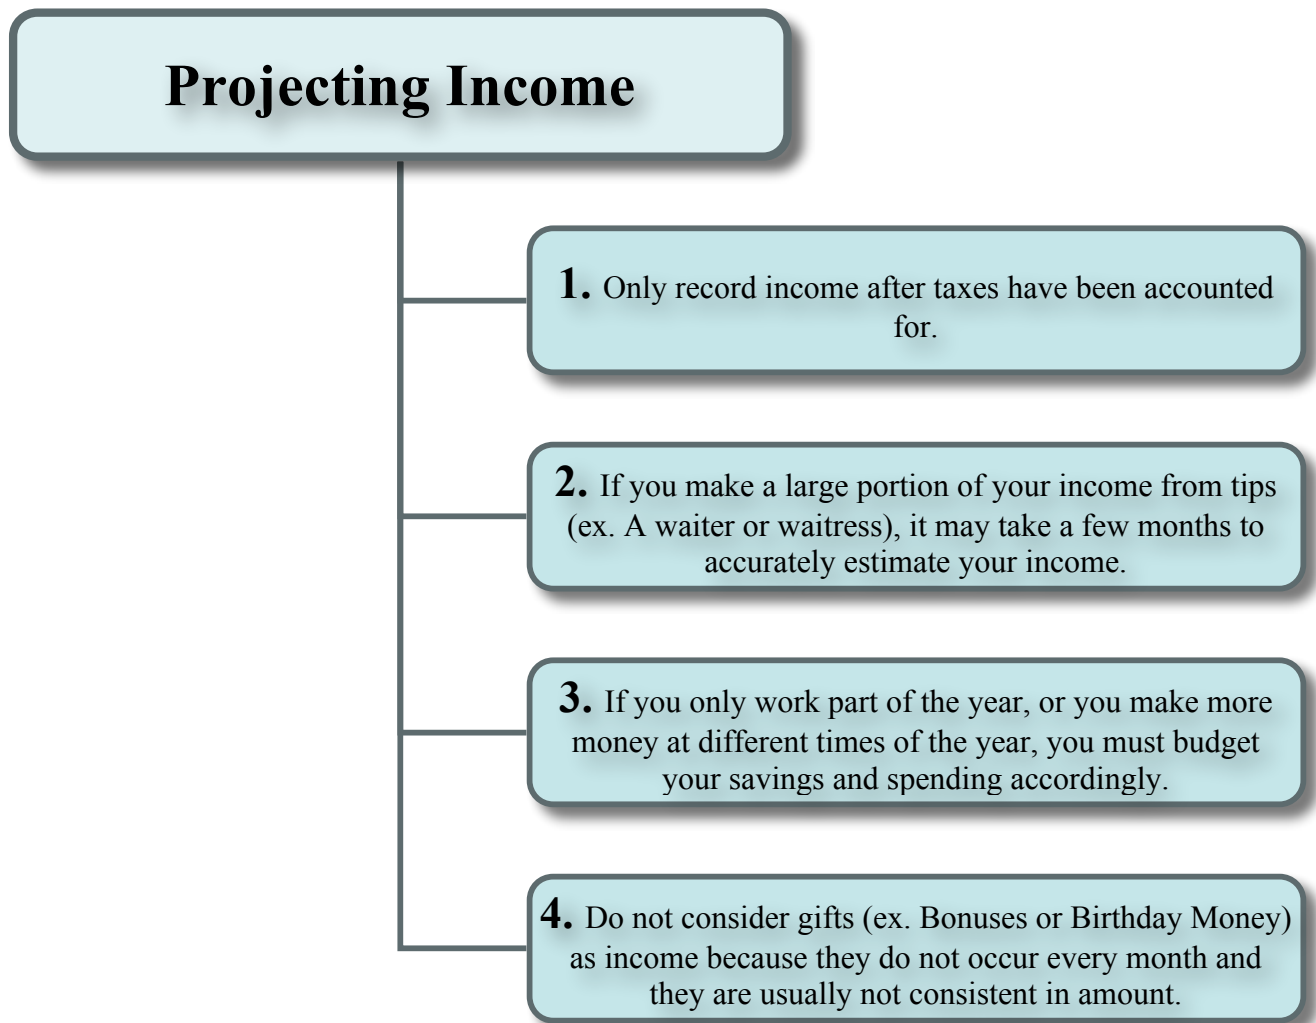 Projecting Income
1. Only record income after taxes have been accounted
for.
2. If you make a large portion of your income from tips
(ex. A waiter or waitress), it may take a few months to
accurately estimate your income.
3. If you only work part of the year, or you make more
money at different times of the year, you must budget
your savings and spending accordingly.
4. Do not consider gifts (ex. Bonuses or Birthday Money)
as income because they do not occur every month and
they are usually not consistent in amount.